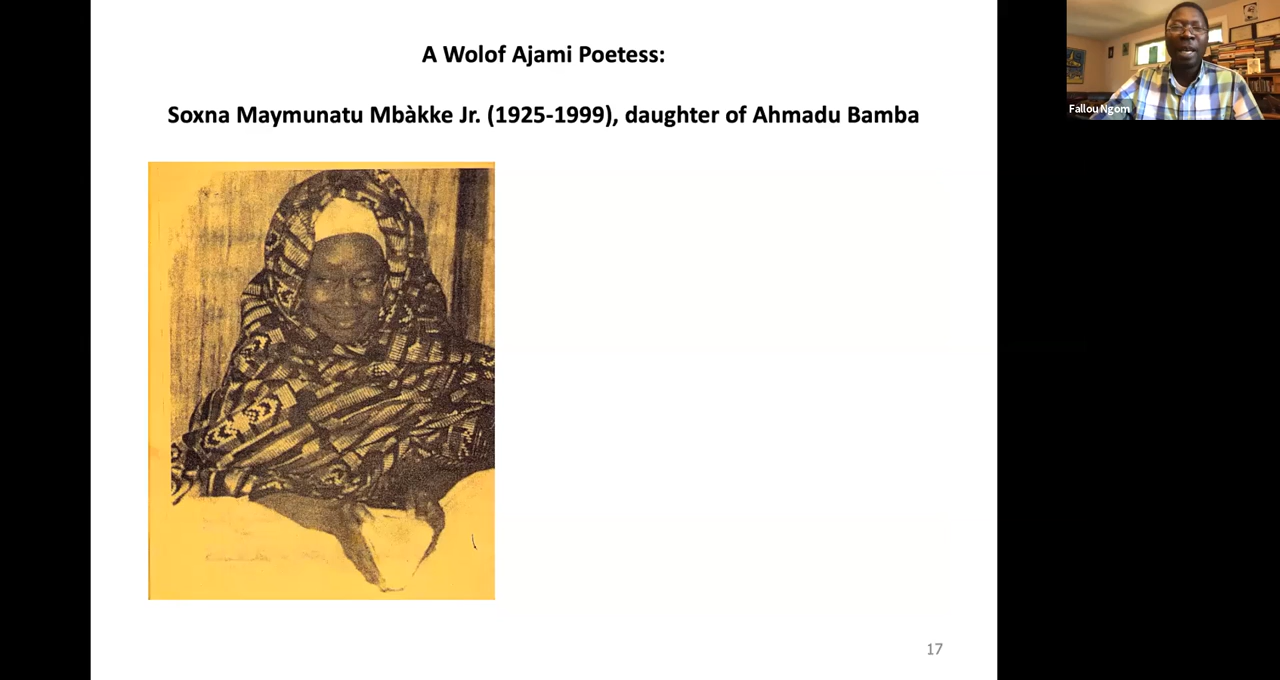 A Wolof Ajami Poetess:
Soxna Maymunatu Mbàkke Jr. (1925-1999), daughter of Ahmadu Bamba
Fallou Ngom
17